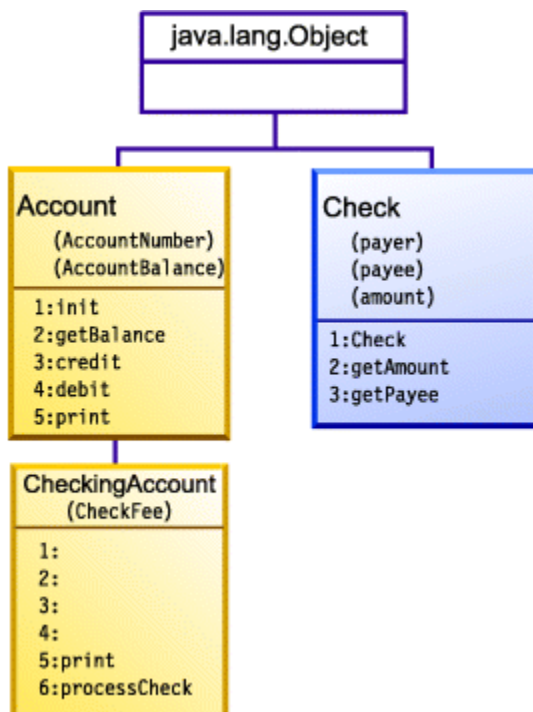 java.lang.Object
Account
(AccountNumber)
(AccountBalance)
1:init
2:getBalance
3:credit
4:debit
5:print
Check
(payer)
(payee)
(amount)
1:Check
2:getAmount
3:getPayee
CheckingAccount
(CheckFee)
1:
2:
3:
4:
5:print
6:processCheck